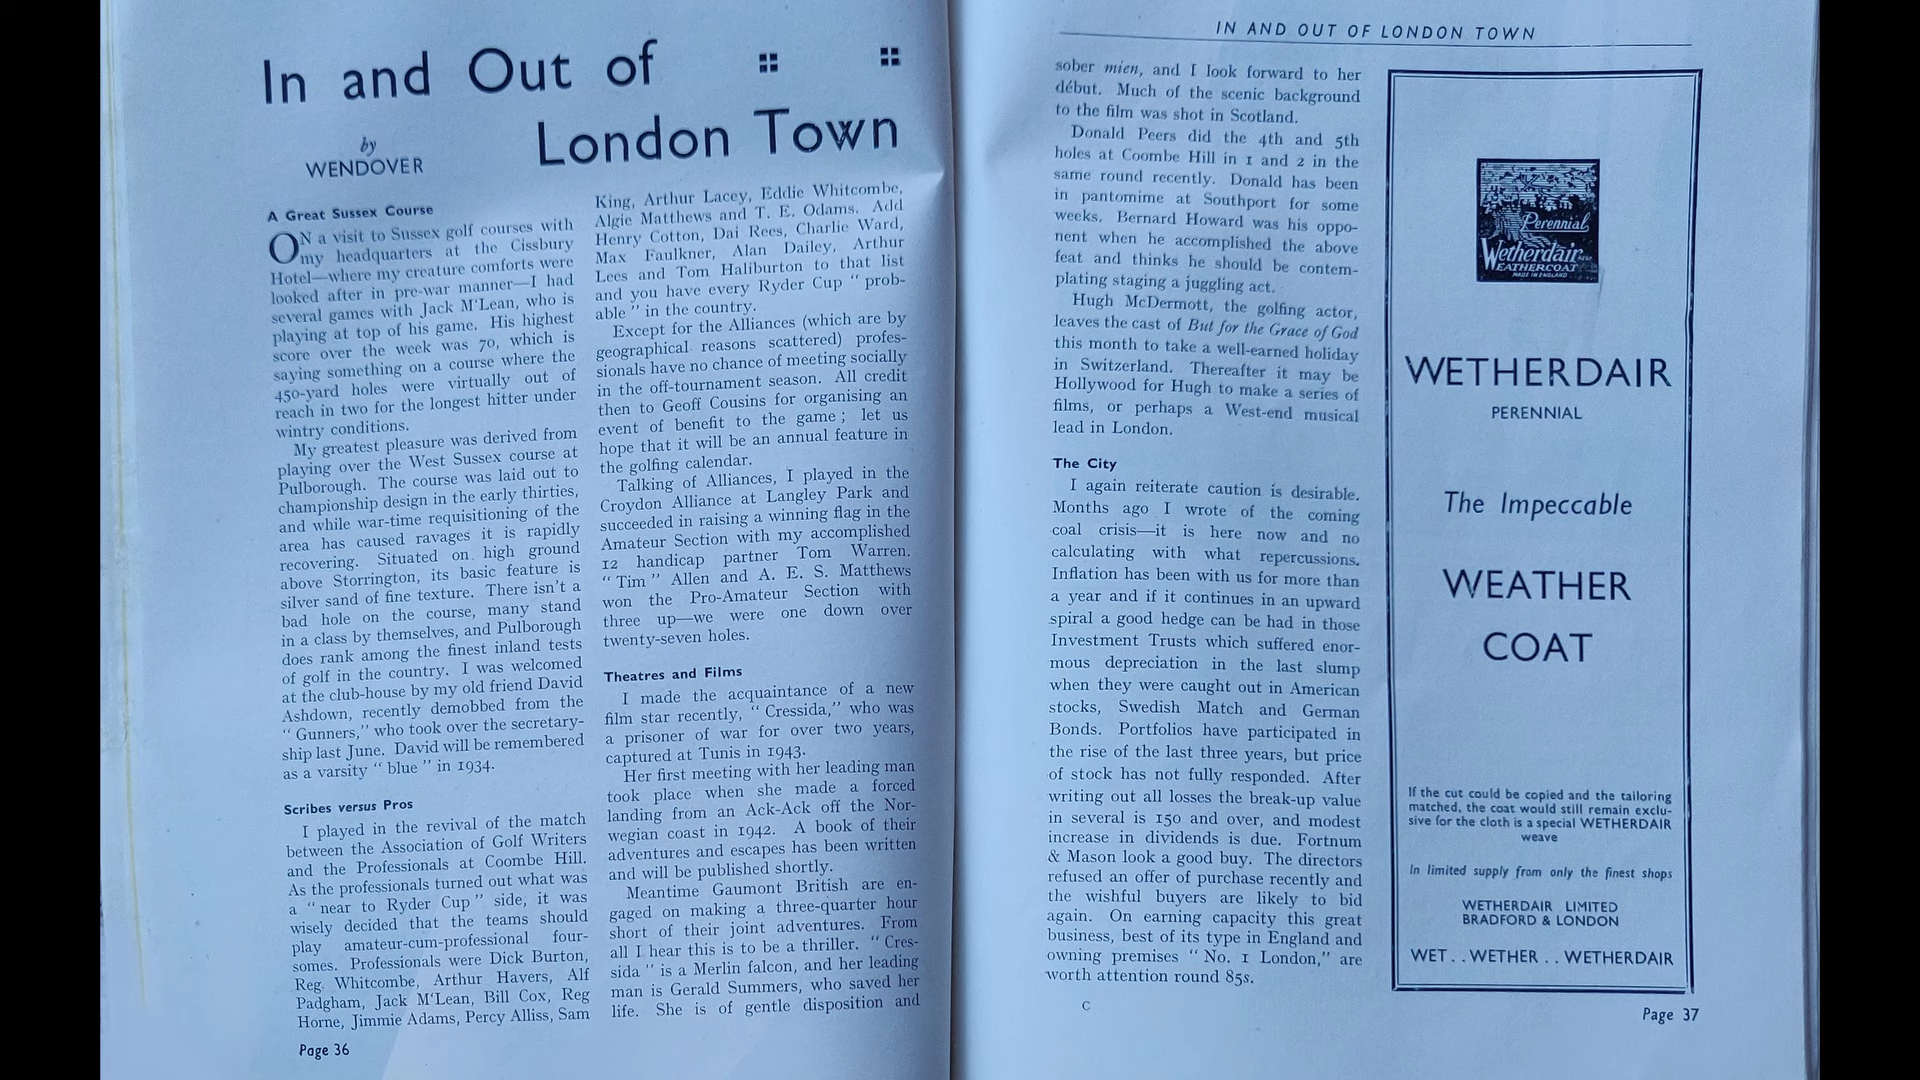 In and Out of
London Town
by
WENDOVER
A Great Sussex Course
ON a visit to Sussex golf courses with
my headquarters at the Cissbury
Hotel—where my creature comforts were
looked after in pre-war manner—I had
several games with Jack M'Lean, who is
playing at top of his game. His highest
score over the week was 70, which is
saying something on a course where the
450-yard holes were virtually out of
reach in two for the longest hitter under
wintry conditions.
My greatest pleasure was derived from
playing over the West Sussex course at
Pulborough. The course was laid out to
championship design in the early thirties,
and while war-time requisitioning of the
area has caused ravages it is rapidly
recovering. Situated on high ground
above Storrington, its basic feature is
silver sand of fine texture. There isn't a
bad hole on the course, many stand
in a class by themselves, and Pulborough
does rank among the finest inland tests
of golf in the country. I was welcomed
at the club-house by my old friend David
Ashdown, recently demobbed from the
" Gunners," who took over the secretary-
ship last June. David will be remembered
as a varsity " blue " in 1934.
Scribes versus Pros
I played in the revival of the match
between the Association of Golf Writers
and the Professionals at Coombe Hill.
As the professionals turned out what was
a " near to Ryder Cup " side, it was
wisely decided that the teams should
play amateur-cum-professional four-
somes. Professionals were Dick Burton,
Reg. Whitcombe, Arthur Havers, Alf
Padgham, Jack M'Lean, Bill Cox, Reg
Horne, Jimmie Adams, Percy Alliss, Sam
Page 36
King, Arthur Lacey, Eddie Whitcombe,
Algie Matthews and T. E. Odams. Add
Henry Cotton, Dai Rees, Charlie Ward,
Max Faulkner, Alan Dailey, Arthur
Lees and Tom Haliburton to that list
and you have every Ryder Cup " prob-
able " in the country.
Except for the Alliances (which are by
geographical reasons scattered) profes-
sionals have no chance of meeting socially
in the off-tournament season. All credit
then to Geoff Cousins for organising an
event of benefit to the game ; let us
hope that it will be an annual feature in
the golfing calendar.
Talking of Alliances, I played in the
Croydon Alliance at Langley Park and
succeeded in raising a winning flag in the
Amateur Section with my accomplished
12 handicap partner Tom Warren.
" Tim " Allen and A. E. S. Matthews
won the Pro-Amateur Section with
three up—we were one down over
twenty-seven holes.
Theatres and Films
I made the acquaintance of a new
film star recently, " Cressida," who was
a prisoner of war for over two years,
captured at Tunis in 1943.
Her first meeting with her leading man
took place when she made a forced
landing from an Ack-Ack off the Nor-
wegian coast in 1942. A book of their
adventures and escapes has been written
and will be published shortly.
Meantime Gaumont British are en-
gaged on making a three-quarter hour
short of their joint adventures. From
all I hear this is to be a thriller. " Cres-
sida " is a Merlin falcon, and her leading
man is Gerald Summers, who saved her
life. She is of gentle disposition and
IN AND OUT OF LONDON TOWN
sober mien, and I look forward to her
début. Much of the scenic background
to the film was shot in Scotland.
Donald Peers did the 4th and 5th
holes at Coombe Hill in 1 and 2 in the
same round recently. Donald has been
in pantomime at Southport for some
weeks. Bernard Howard was his oppo-
nent when he accomplished the above
feat and thinks he should be contem-
plating staging a juggling act.
Hugh McDermott, the golfing actor,
leaves the cast of But for the Grace of God
this month to take a well-earned holiday
in Switzerland. Thereafter it may be
Hollywood for Hugh to make a series of
films, or perhaps a West-end musical
lead in London.
The City
I again reiterate caution is desirable.
Months ago I wrote of the coming
coal crisis—it is here now and no
calculating with what repercussions.
Inflation has been with us for more than
a year and if it continues in an upward
spiral a good hedge can be had in those
Investment Trusts which suffered enor-
mous depreciation in the last slump
when they were caught out in American
stocks, Swedish Match and German
Bonds. Portfolios have participated in
the rise of the last three years, but price
of stock has not fully responded. After
writing out all losses the break-up value
in several is 150 and over, and modest
increase in dividends is due. Fortnum
& Mason look a good buy. The directors
refused an offer of purchase recently and
the wishful buyers are likely to bid
again. On earning capacity this great
business, best of its type in England and
owning premises " No. 1 London," are
worth attention round 85s.
C
Perennial
Wetherdair
WEATHERCOAT
MADE IN ENGLAND
WETHERDAIR
PERENNIAL
The Impeccable
WEATHER
COAT
If the cut could be copied and the tailoring
matched, the coat would still remain exclu-
sive for the cloth is a special WETHERDAIR
weave
In limited supply from only the finest shops
WETHERDAIR LIMITED
BRADFORD & LONDON
WET . . WETHER . . WETHERDAIR
Page 37